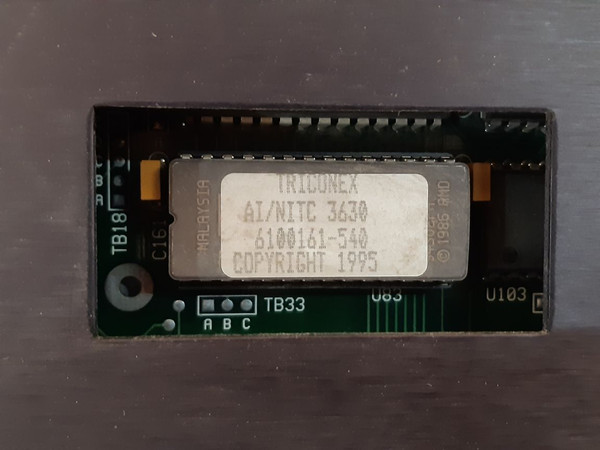 TRICONEX
AI/NITC 3630
6100161-540
COPYRIGHT 1995
MALAYSIA
© 1986 AMD
B
A
TB18
C161
TB33
A B C
U83
U103